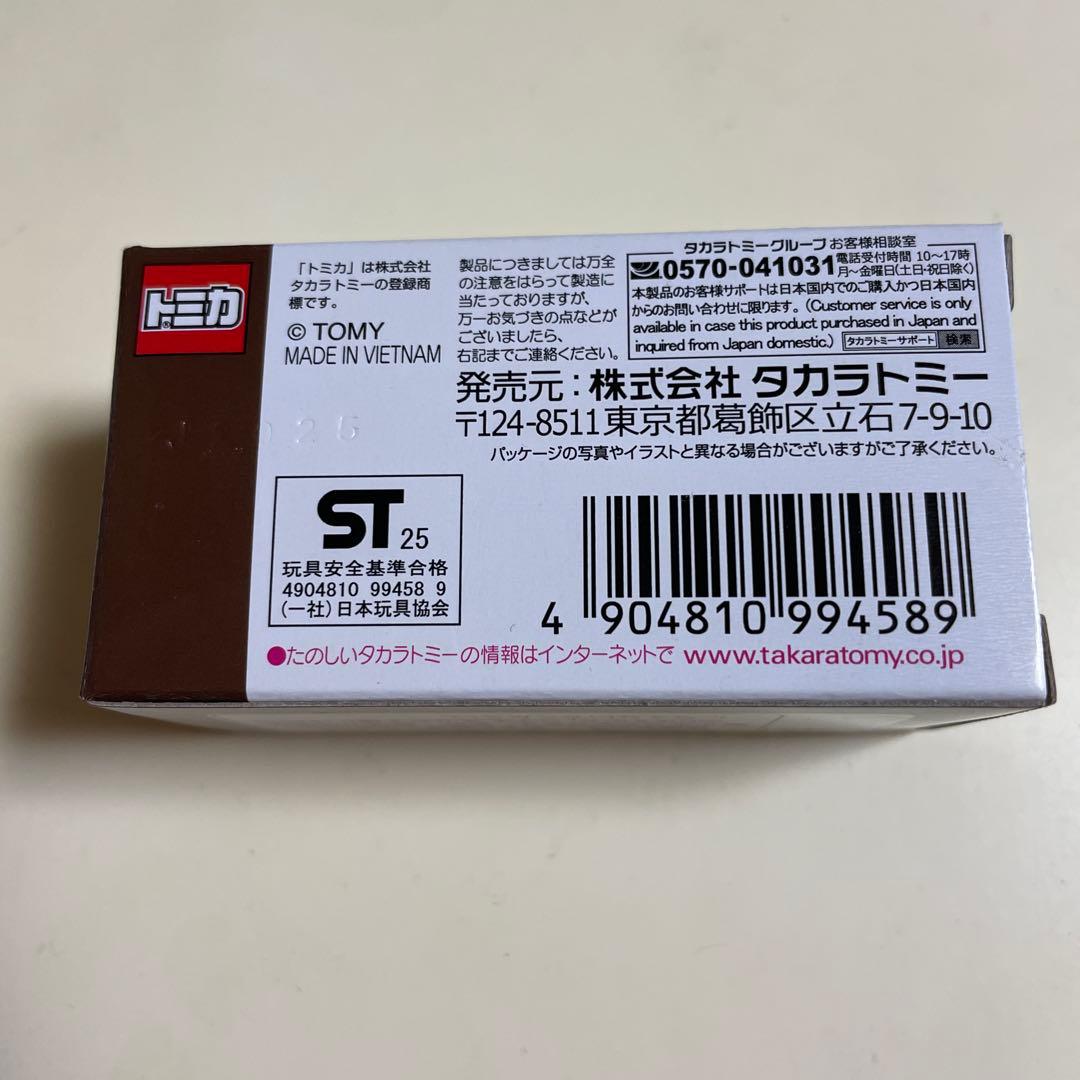 トミカ®
「トミカ」は株式会社
タカラトミーの登録商
標です。
© TOMY
MADE IN VIETNAM
製品につきましては万全
の注意をはらって製造に
当たっておりますが、
万一お気づきの点などが
ございましたら、
右記までご連絡ください。
タカラトミーグループ お客様相談室
0570-041031 電話受付時間 10〜17時
月〜金曜日(土日・祝日除く)
本製品のお客様サポートは日本国内でのご購入かつ日本国内
からのお問い合わせに限ります。(Customer service is only
available in case this product purchased in Japan and
inquired from Japan domestic.) タカラトミーサポート 検索
発売元:株式会社 タカラトミー
〒124-8511 東京都葛飾区立石7-9-10
パッケージの写真やイラストと異なる場合がございますがご了承ください。
ST 25
玩具安全基準合格
4904810 99458 9
(一社)日本玩具協会
4 904810 994589
●たのしいタカラトミーの情報はインターネットで www.takaratomy.co.jp